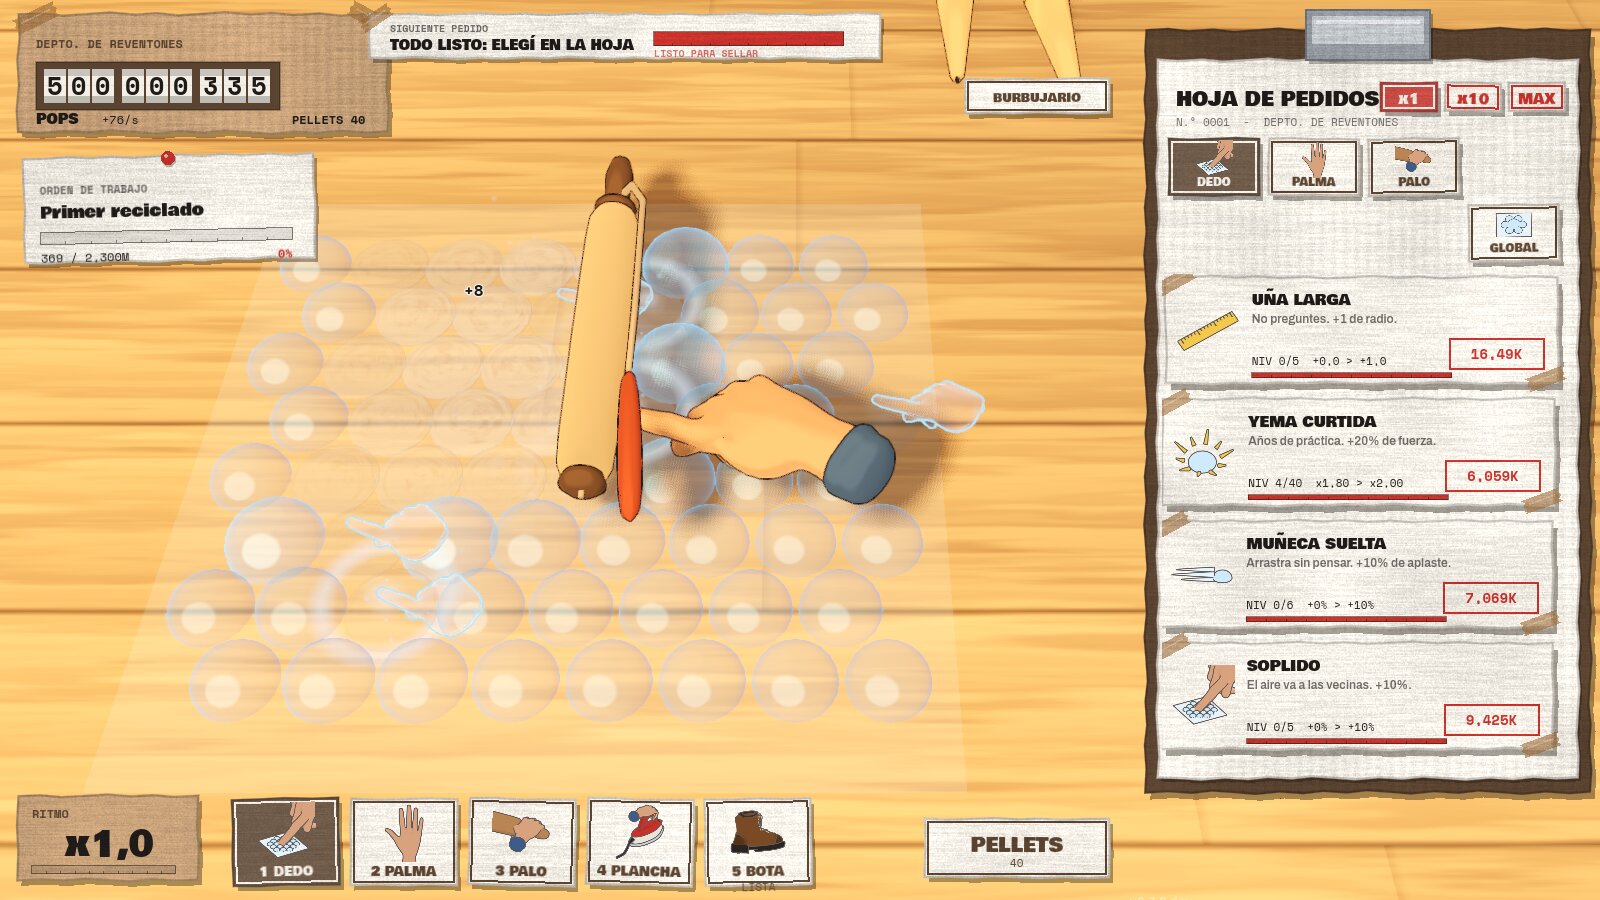 DEPTO. DE REVENTONES
500 000 335
POPS +76/s PELLETS 40
SIGUIENTE PEDIDO
TODO LISTO: ELEGÍ EN LA HOJA
LISTO PARA SELLAR
BURBUJARIO
ORDEN DE TRABAJO
Primer reciclado
369 / 2,300M 0%
+8
HOJA DE PEDIDOS x1 x10 MAX
N.° 0001 - DEPTO. DE REVENTONES
DEDO PALMA PALO
GLOBAL
UÑA LARGA
No preguntes. +1 de radio.
NIV 0/5 +0,0 > +1,0 16,49K
YEMA CURTIDA
Años de práctica. +20% de fuerza.
NIV 4/40 x1,80 > x2,00 6,059K
MUÑECA SUELTA
Arrastra sin pensar. +10% de aplaste.
NIV 0/6 +0% > +10% 7,069K
SOPLIDO
El aire va a las vecinas. +10%.
NIV 0/5 +0% > +10% 9,425K
RITMO
x1,0
1 DEDO 2 PALMA 3 PALO 4 PLANCHA 5 BOTA
LISTA
PELLETS
40